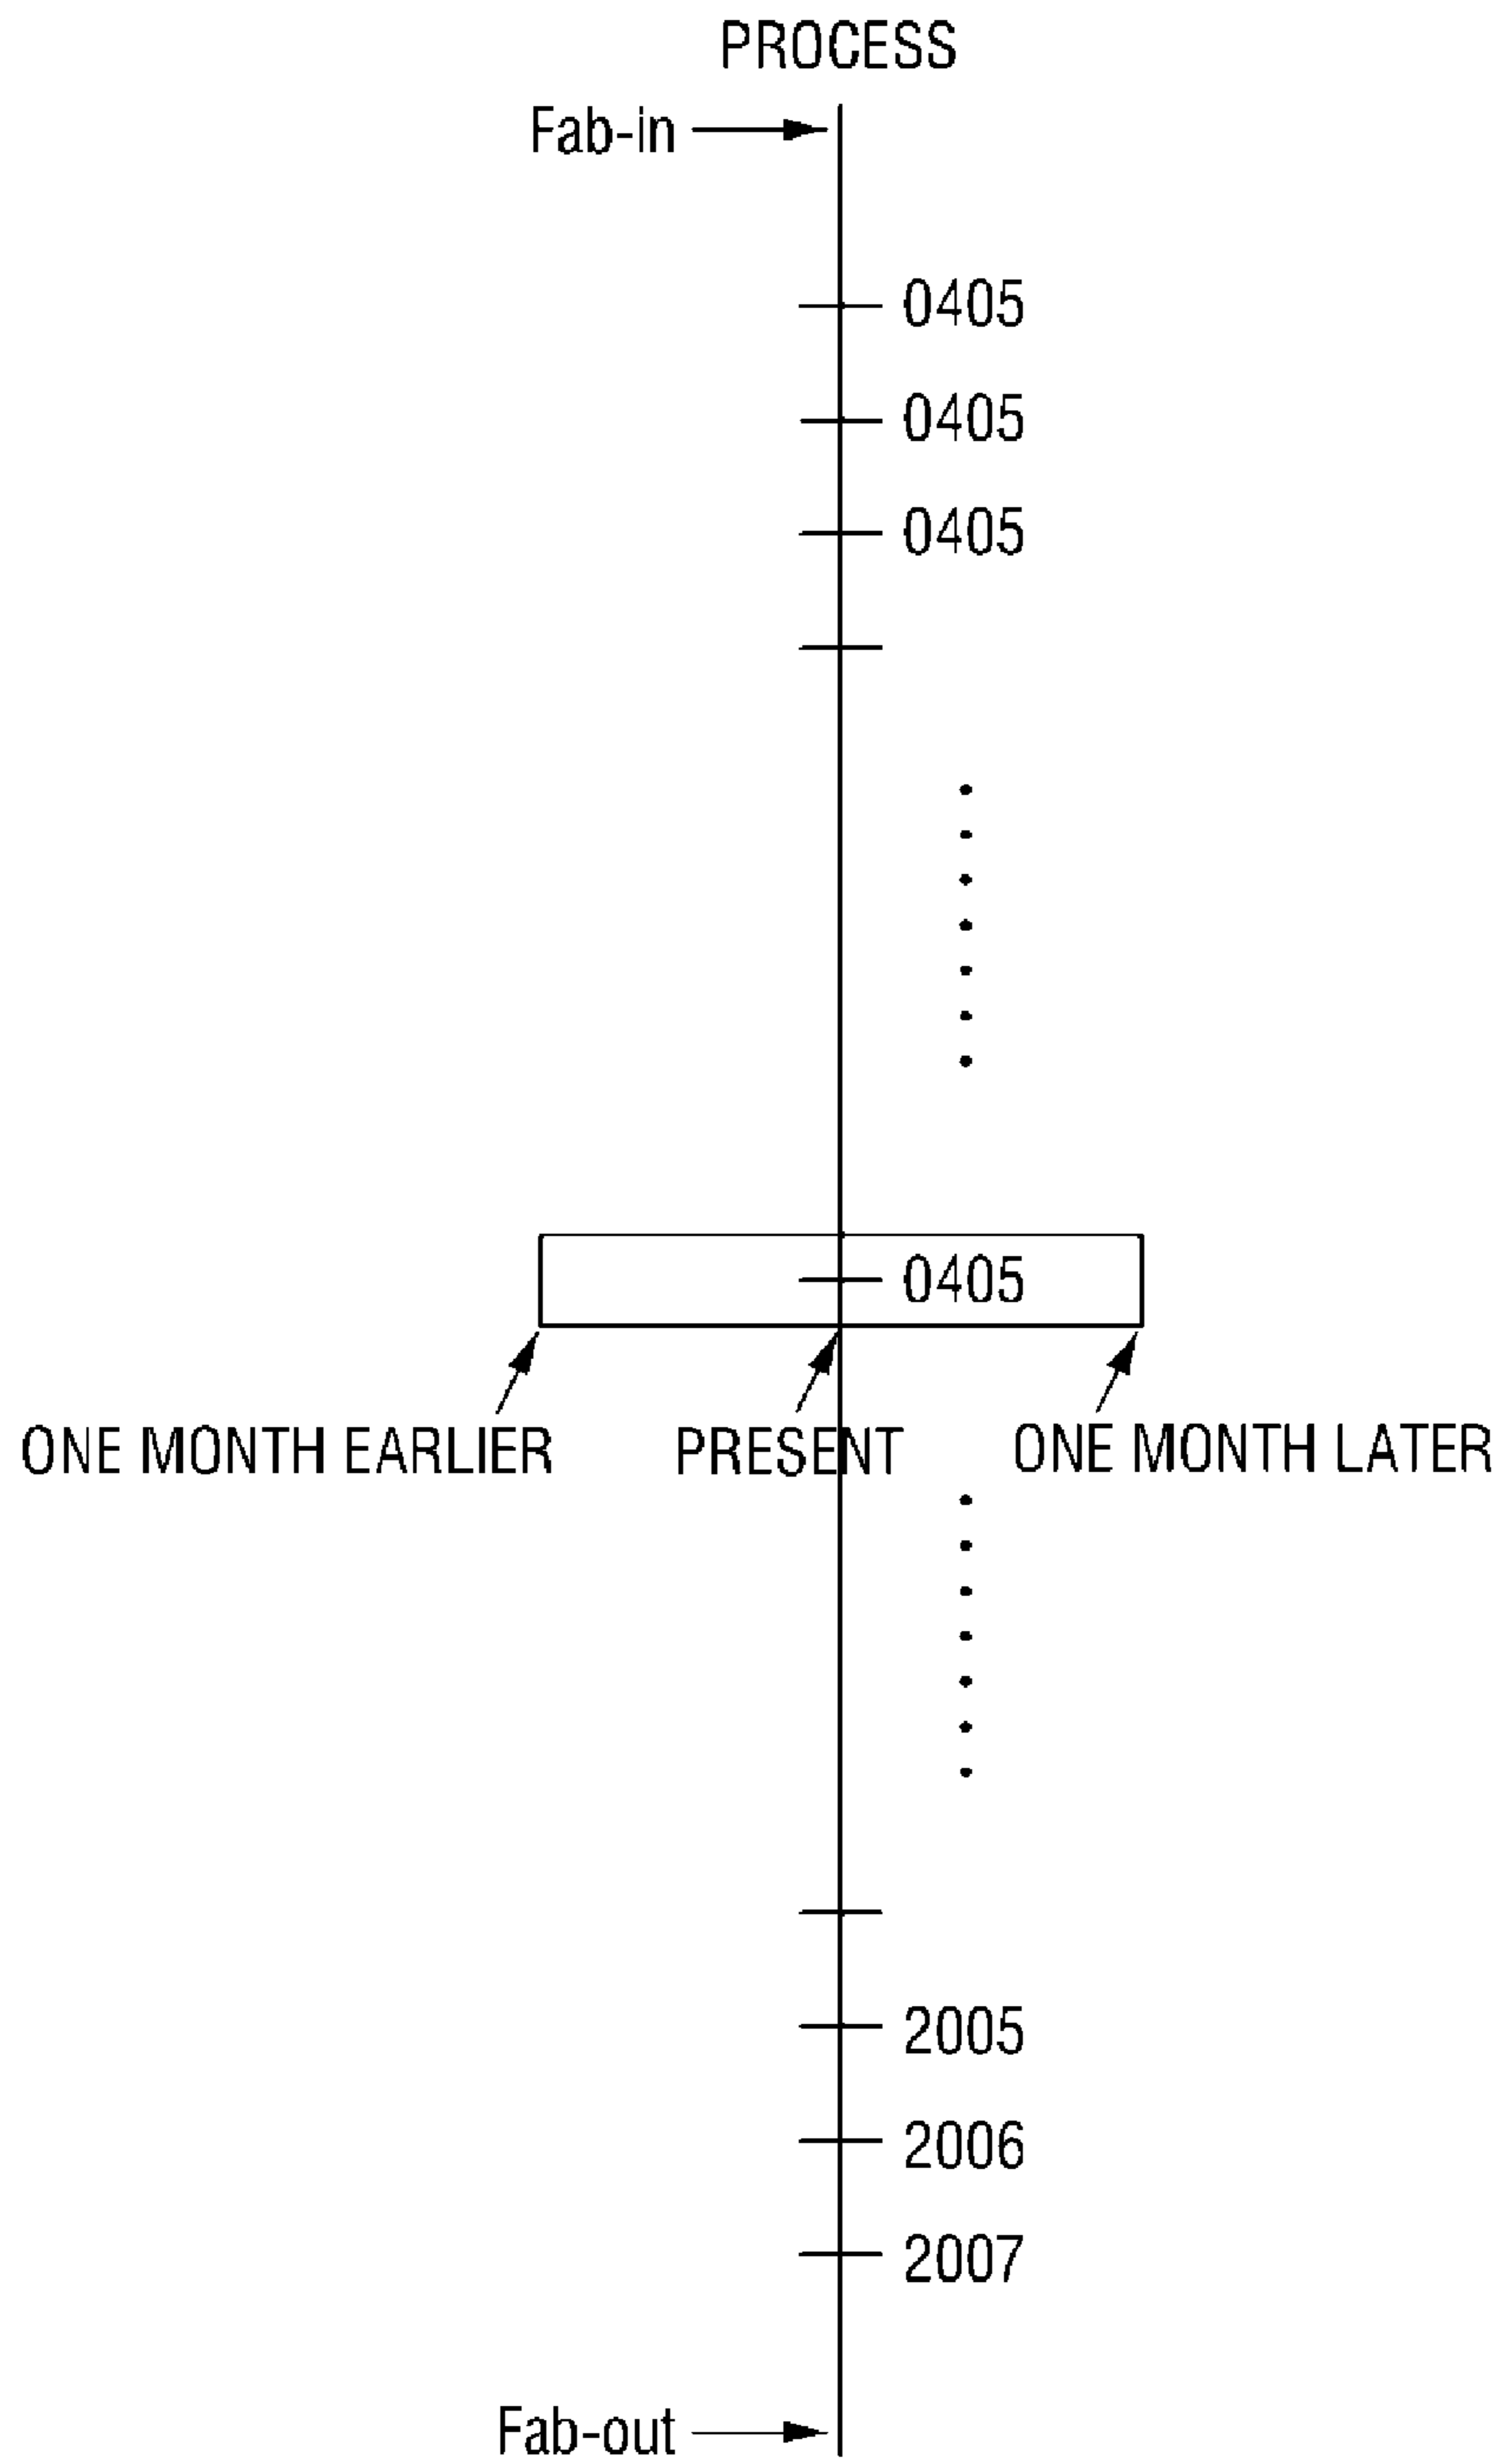 PROCESS
Fab-in
0405
0405
0405
0405
ONE MONTH EARLIER PRESENT ONE MONTH LATER
2005
2006
2007
Fab-out